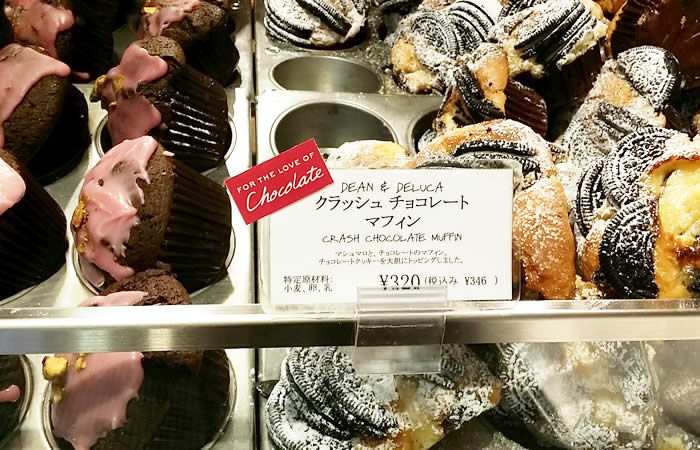 FOR THE LOVE OF
Chocolate
DEAN & DELUCA
クラッシュ チョコレート
マフィン
CRASH CHOCOLATE MUFFIN
マシュマロと、チョコレートのマフィン。
チョコレートクッキーを大胆にトッピングしました。
特定原材料:
小麦、卵、乳
¥320 (税込み ¥346 )